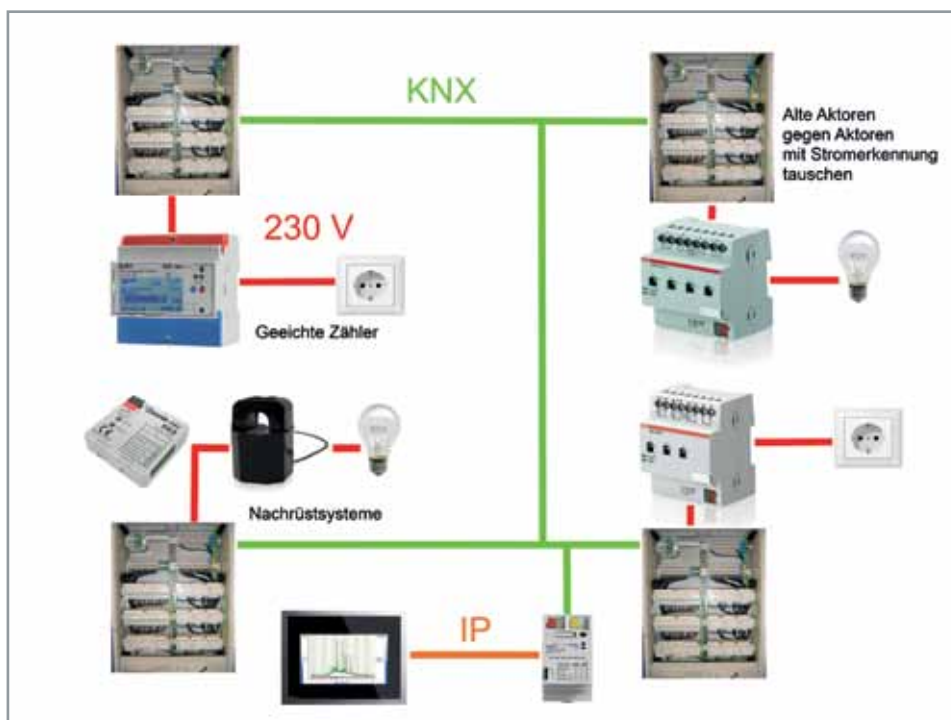 KNX
Alte Aktoren
gegen Aktoren
mit Stromerkennung
tauschen
230 V
Geeichte Zähler
Nachrüstsysteme
IP